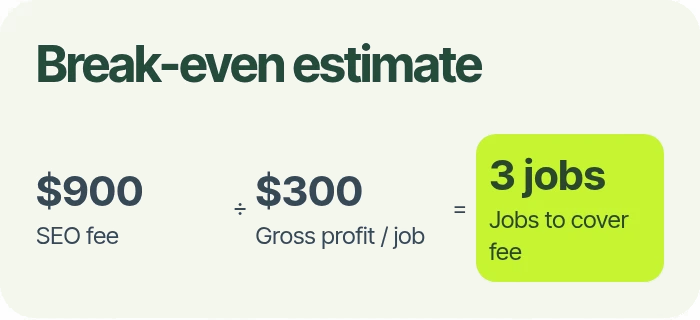 Break-even estimate
$900
SEO fee
÷
$300
Gross profit / job
=
3 jobs
Jobs to cover
fee